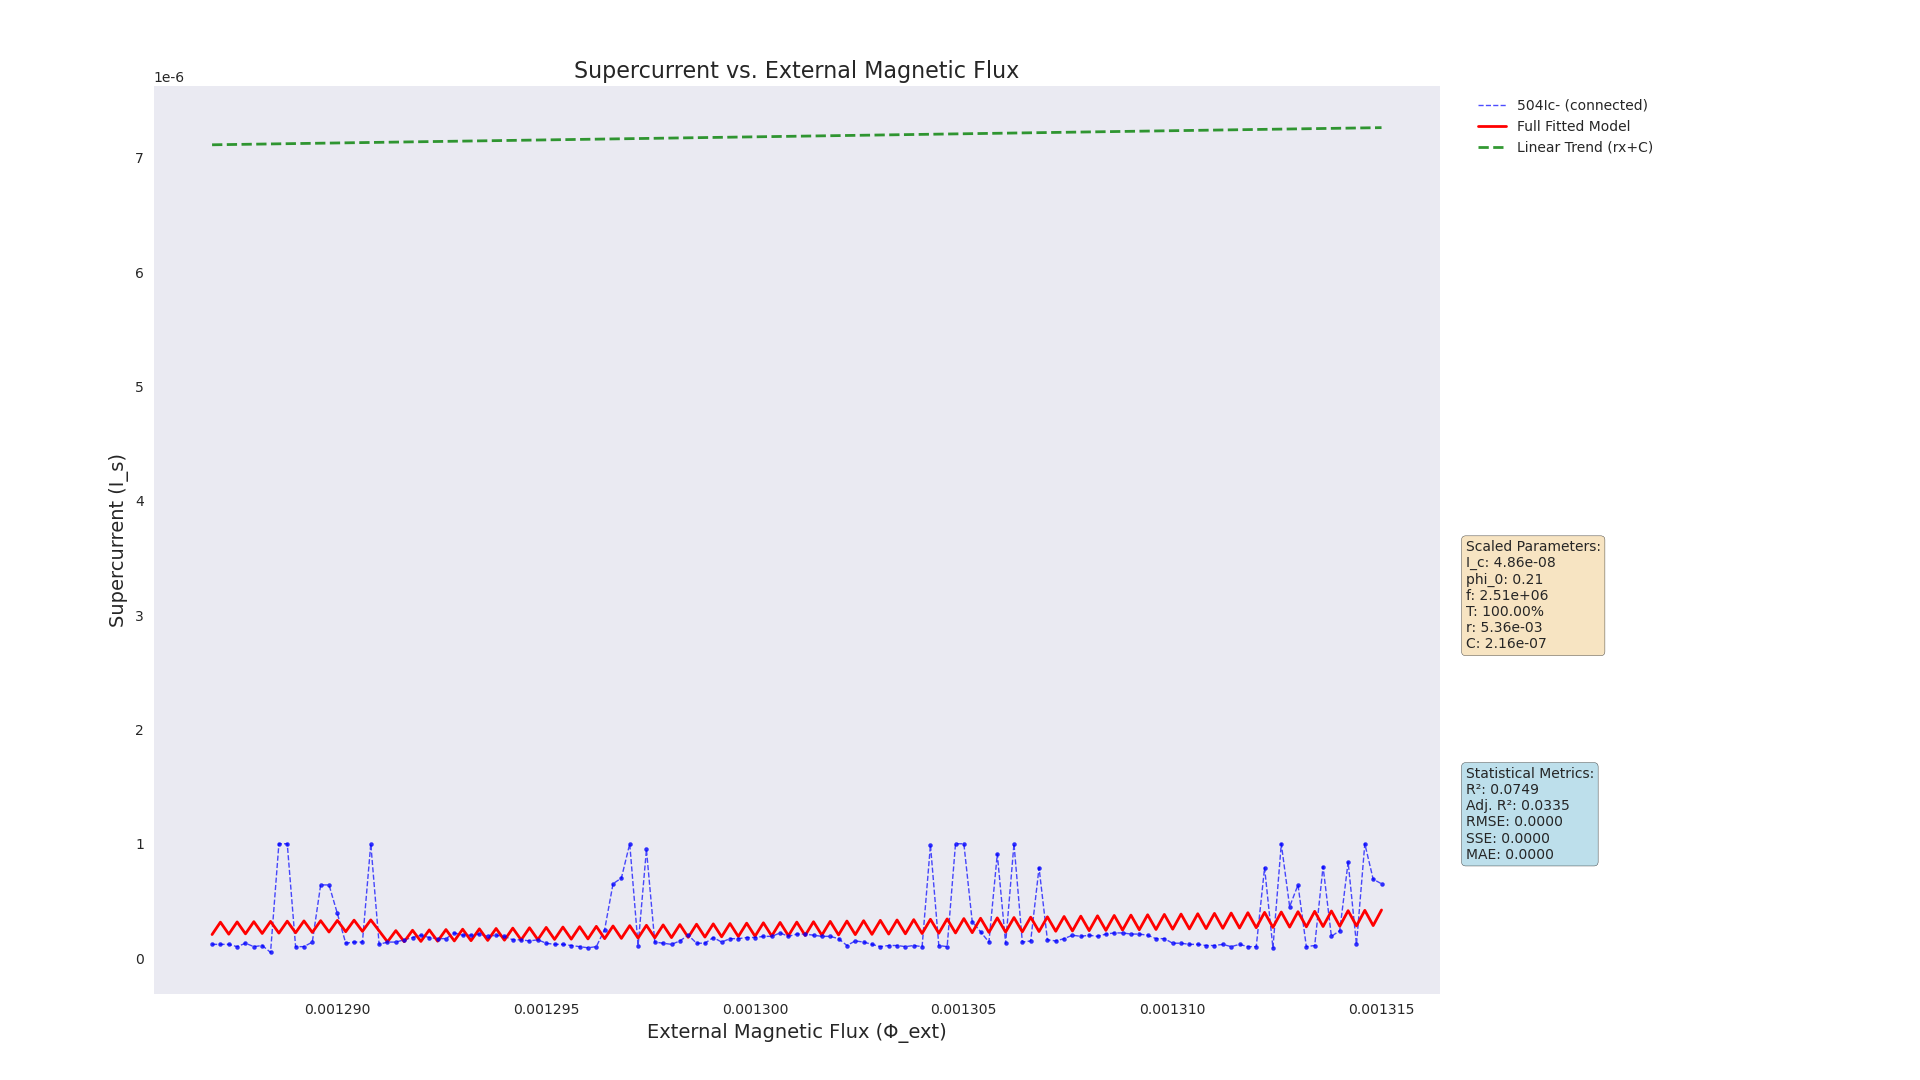 Supercurrent vs. External Magnetic Flux
1e-6
7
6
5
4
3
2
1
0
Supercurrent (I_s)
0.001290
0.001295
0.001300
0.001305
0.001310
0.001315
External Magnetic Flux (Φ_ext)
504Ic- (connected)
Full Fitted Model
Linear Trend (rx+C)
Scaled Parameters:
I_c: 4.86e-08
phi_0: 0.21
f: 2.51e+06
T: 100.00%
r: 5.36e-03
C: 2.16e-07
Statistical Metrics:
R²: 0.0749
Adj. R²: 0.0335
RMSE: 0.0000
SSE: 0.0000
MAE: 0.0000